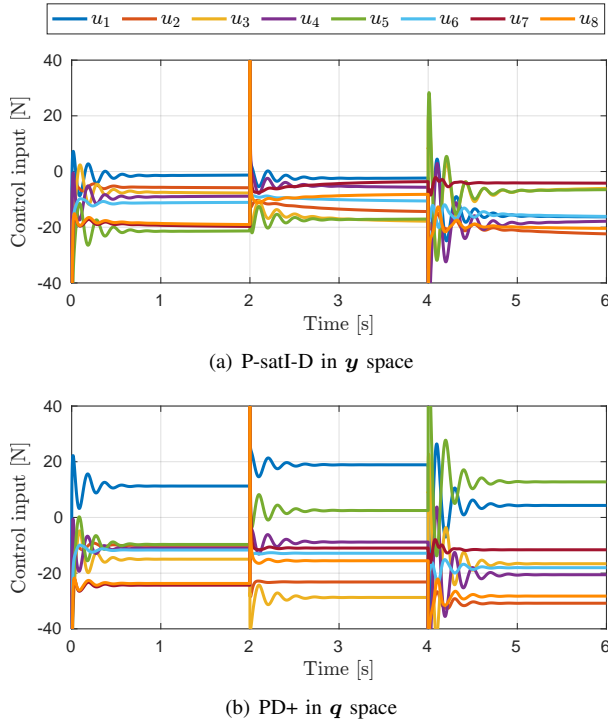 u₁ u₂ u₃ u₄ u₅ u₆ u₇ u₈
40
20
0
-20
-40
Control input [N]
0 1 2 3 4 5 6
Time [s]
(a) P-satI-D in y space
40
20
0
-20
-40
Control input [N]
0 1 2 3 4 5 6
Time [s]
(b) PD+ in q space